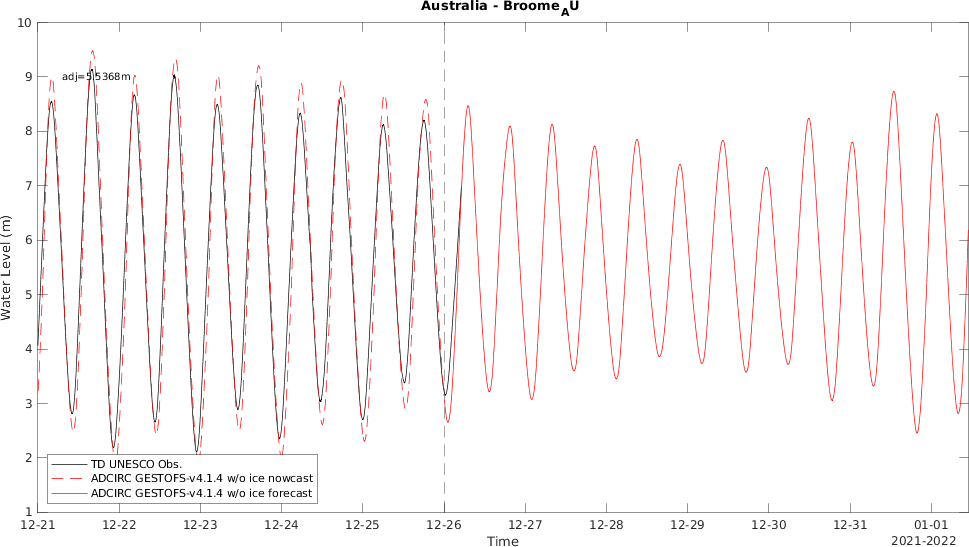 Australia - Broome_AU
10
9
8
7
6
5
4
3
2
1
Water Level (m)
adj=5.5368m
TD UNESCO Obs.
ADCIRC GESTOFS-v4.1.4 w/o ice nowcast
ADCIRC GESTOFS-v4.1.4 w/o ice forecast
12-21 12-22 12-23 12-24 12-25 12-26 12-27 12-28 12-29 12-30 12-31 01-01
Time
2021-2022